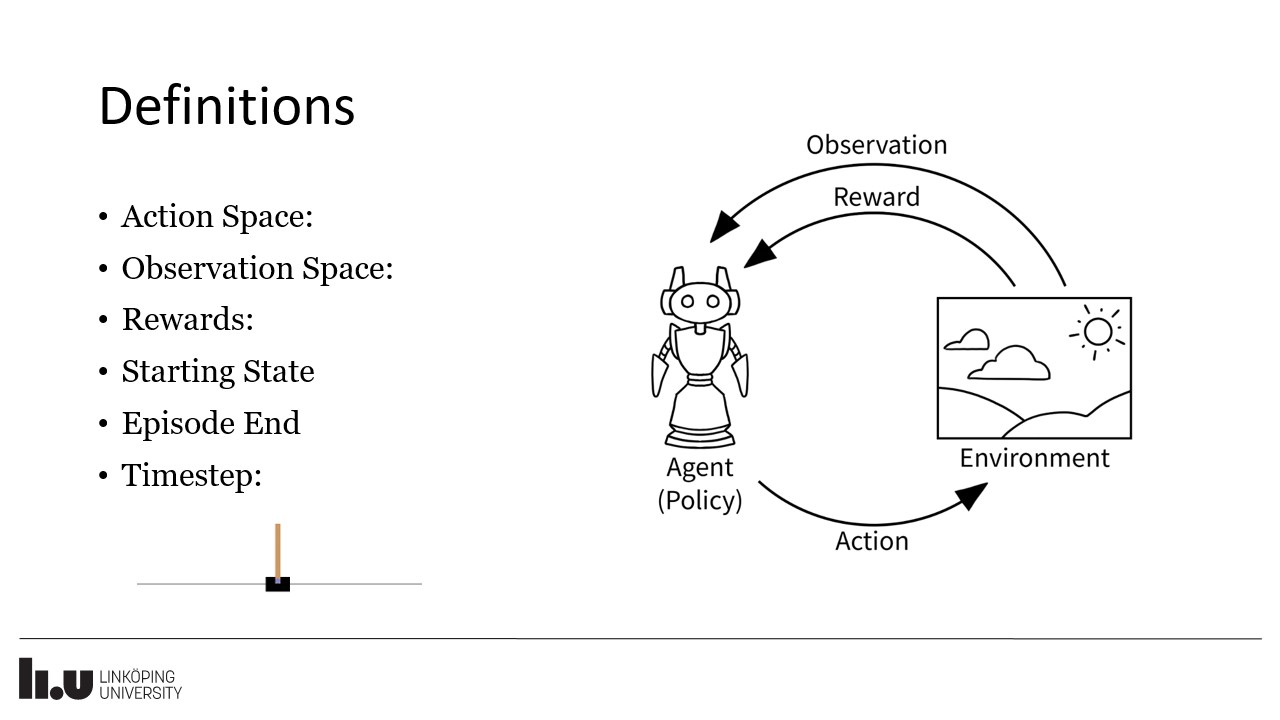 Definitions
• Action Space:
• Observation Space:
• Rewards:
• Starting State
• Episode End
• Timestep:
Observation
Reward
Agent
(Policy)
Environment
Action
li.u LINKÖPING
UNIVERSITY